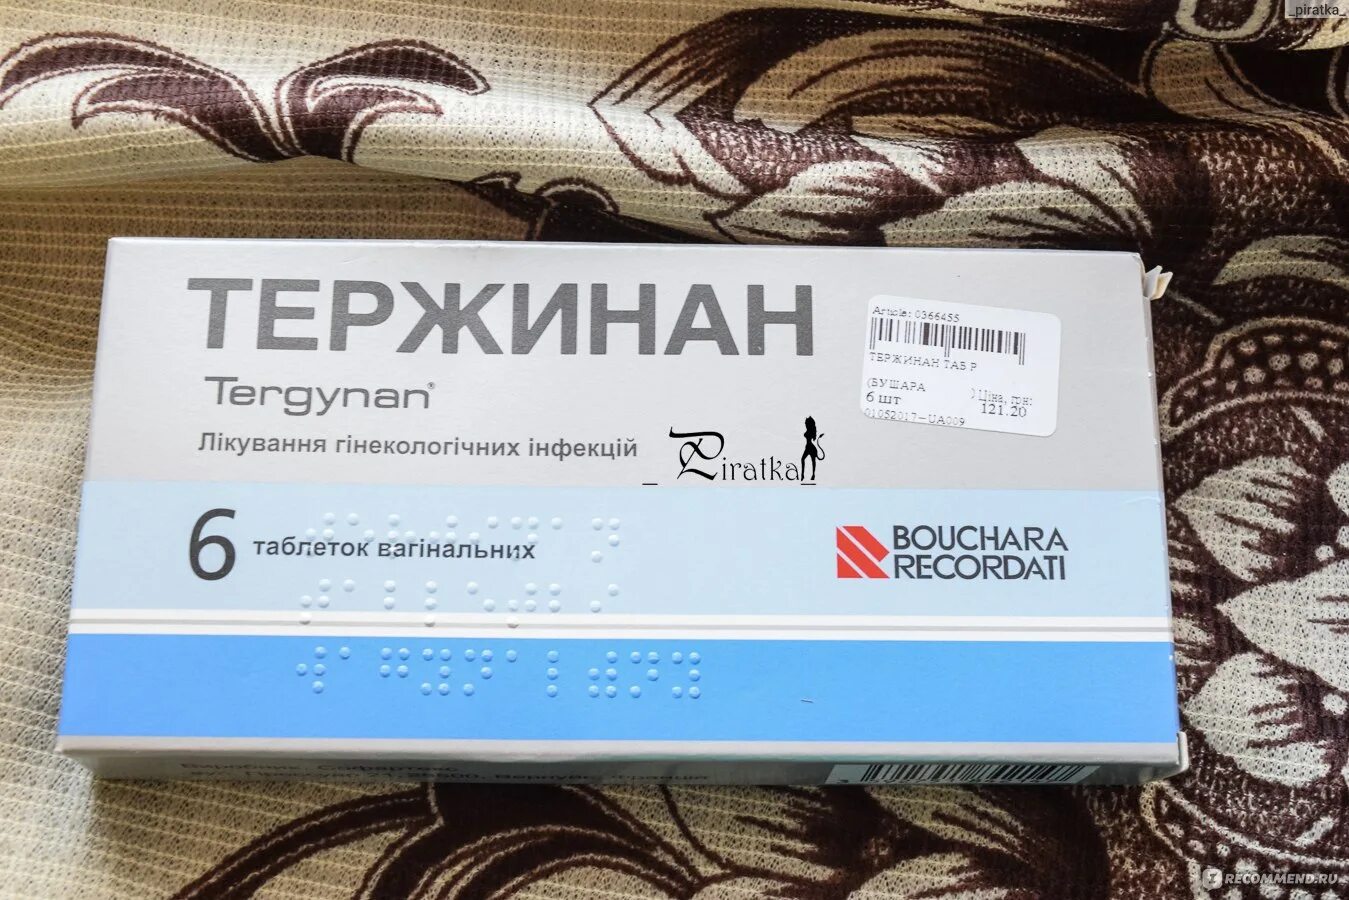 _piratka_
ТЕРЖИНАН
Tergynan®
Лікування гінекологічних інфекцій
Article: 0366455
ТЕРЖИНАН ТАБ Р
(БУШАРА )
6 шт
Ціна, грн:
121.20
01052017-UA009
_Piratka_
6 таблеток вагінальних
BOUCHARA
RECORDATI
IRECOMMEND.RU